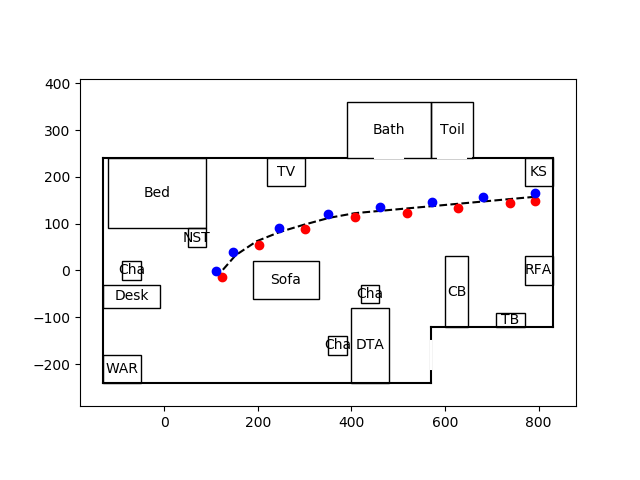 400
300
200
100
0
−100
−200
0
200
400
600
800
Bath
Toil
TV
KS
Bed
NST
Cha
Desk
Sofa
Cha
CB
RFA
TB
Cha
DTA
WAR